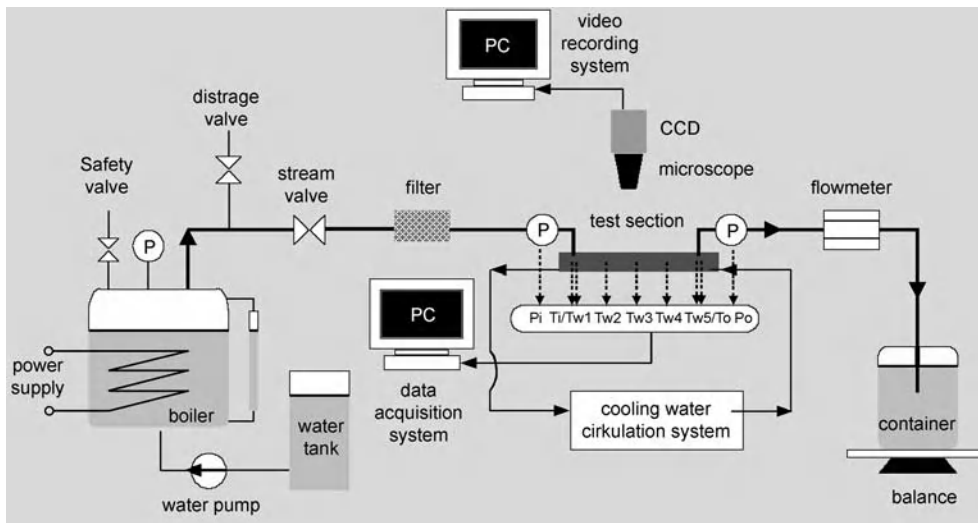 PC
video
recording
system
distrage
valve
CCD
Safety
valve
stream
valve
filter
microscope
flowmeter
test section
P
P
P
Pi Ti/Tw1 Tw2 Tw3 Tw4 Tw5/To Po
PC
power
supply
boiler
data
acquisition
system
cooling water
cirkulation system
water
tank
container
water pump
balance